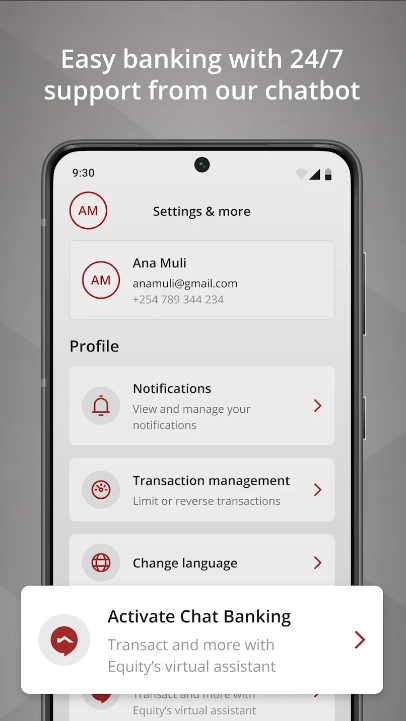 Easy banking with 24/7
support from our chatbot
9:30
AM
Settings & more
AM
Ana Muli
anamuli@gmail.com
+254 789 344 234
Profile
Notifications
View and manage your
notifications
Transaction management
Limit or reverse transactions
Change language
Activate Chat Banking
Transact and more with
Equity's virtual assistant
Transact and more with
Equity's virtual assistant